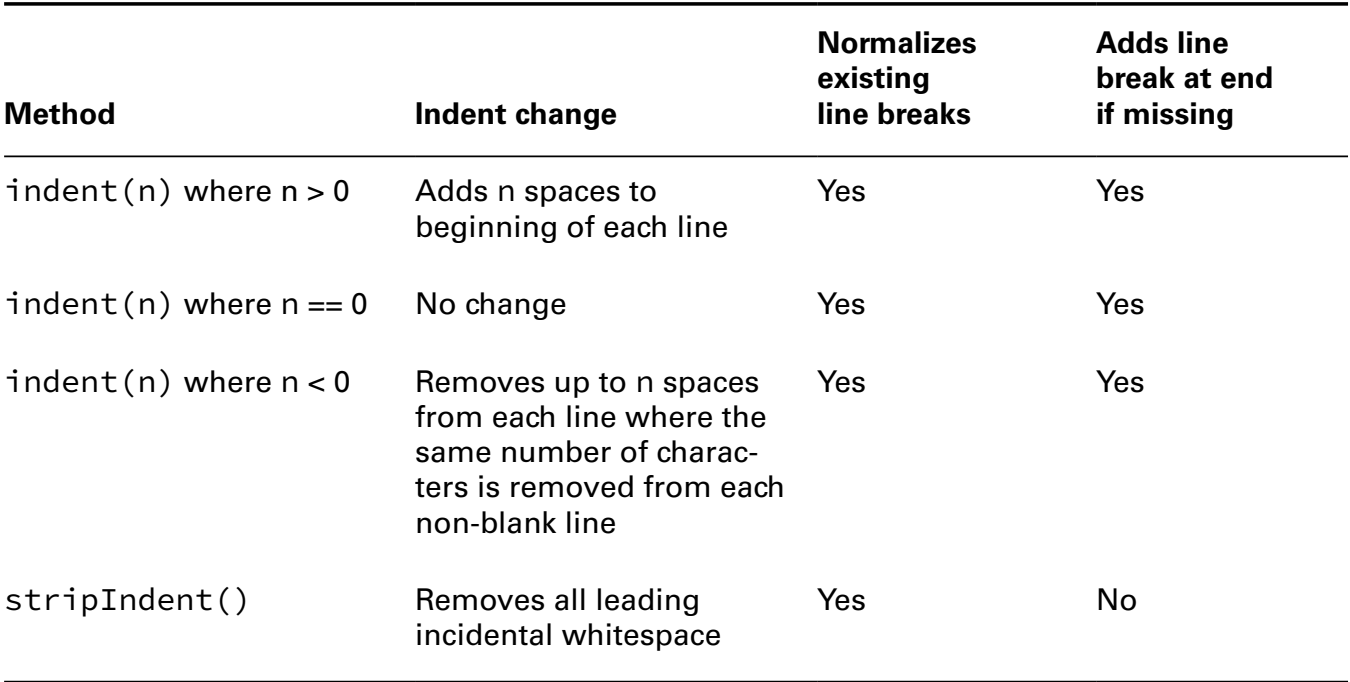 Method
Indent change
Normalizes
existing
line breaks
Adds line
break at end
if missing
indent(n) where n > 0
Adds n spaces to
beginning of each line
Yes
Yes
indent(n) where n == 0
No change
Yes
Yes
indent(n) where n < 0
Removes up to n spaces
from each line where the
same number of charac-
ters is removed from each
non-blank line
Yes
Yes
stripIndent()
Removes all leading
incidental whitespace
Yes
No